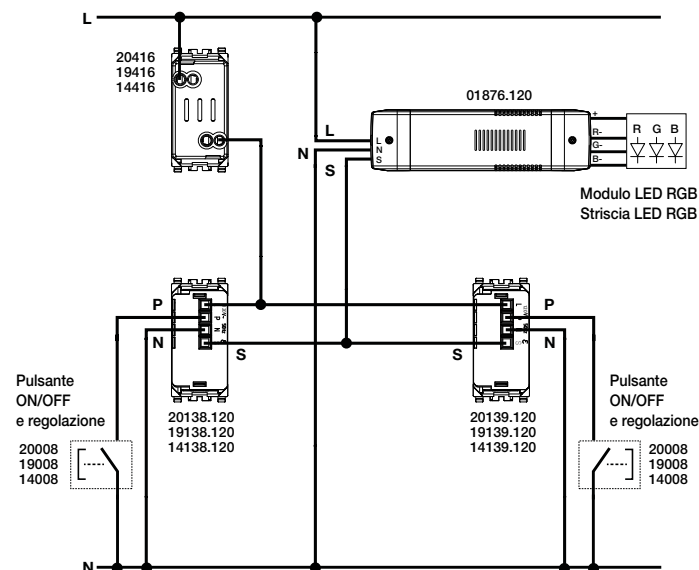 L
20416
19416
14416
01876.120
L
N
S
L
N
S
+
R-
G-
B-
R G B
Modulo LED RGB
Striscia LED RGB
P
N
S
P
N
L
S
P
N
Pulsante
ON/OFF
e regolazione
20008
19008
14008
20138.120
19138.120
14138.120
20139.120
19139.120
14139.120
Pulsante
ON/OFF
e regolazione
20008
19008
14008
N